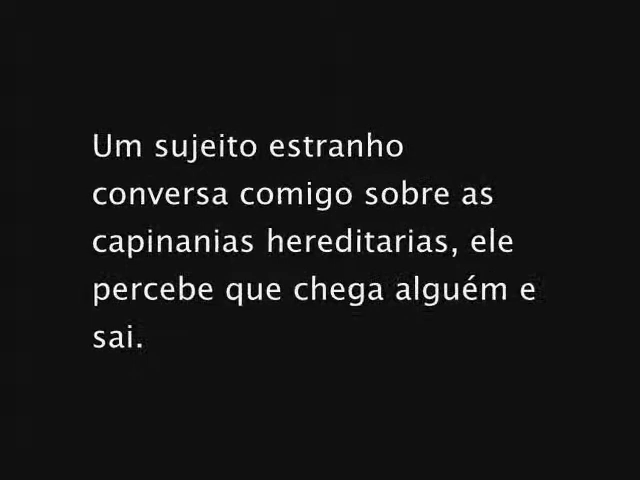 Um sujeito estranho
conversa comigo sobre as
capinanias hereditarias, ele
percebe que chega alguém e
sai.